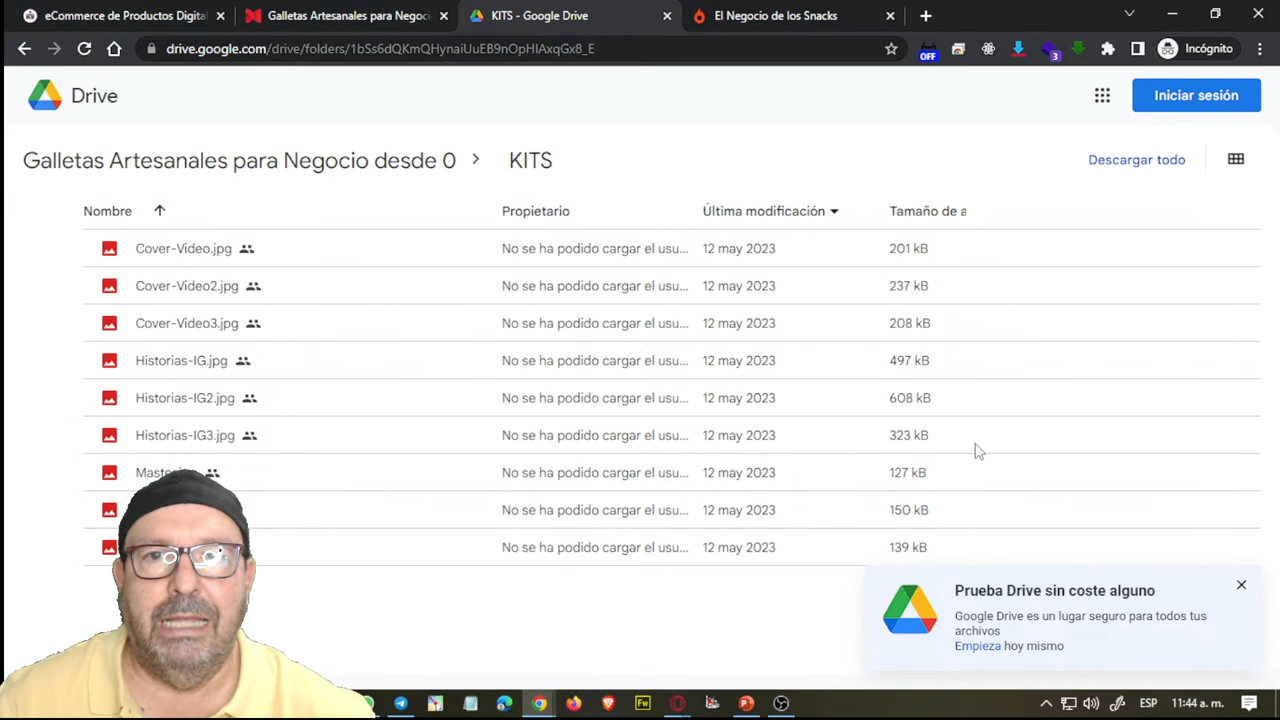 eCommerce de Productos Digital
Galletas Artesanales para Negoci
KITS - Google Drive
El Negocio de los Snacks
drive.google.com/drive/folders/1bSs6dQKmQHynaiUuEB9nOpHIAxqGx8_E
OFF
3
Incógnito
Drive
Iniciar sesión
Galletas Artesanales para Negocio desde 0 > KITS
Descargar todo
Nombre Propietario Última modificación Tamaño de a
Cover-Video.jpg No se ha podido cargar el usu... 12 may 2023 201 kB
Cover-Video2.jpg No se ha podido cargar el usu... 12 may 2023 237 kB
Cover-Video3.jpg No se ha podido cargar el usu... 12 may 2023 208 kB
Historias-IG.jpg No se ha podido cargar el usu... 12 may 2023 497 kB
Historias-IG2.jpg No se ha podido cargar el usu... 12 may 2023 608 kB
Historias-IG3.jpg No se ha podido cargar el usu... 12 may 2023 323 kB
No se ha podido cargar el usu... 12 may 2023 127 kB
No se ha podido cargar el usu... 12 may 2023 150 kB
No se ha podido cargar el usu... 12 may 2023 139 kB
Prueba Drive sin coste alguno
Google Drive es un lugar seguro para todos tus
archivos
Empieza hoy mismo
Fw
ESP
11:44 a. m.